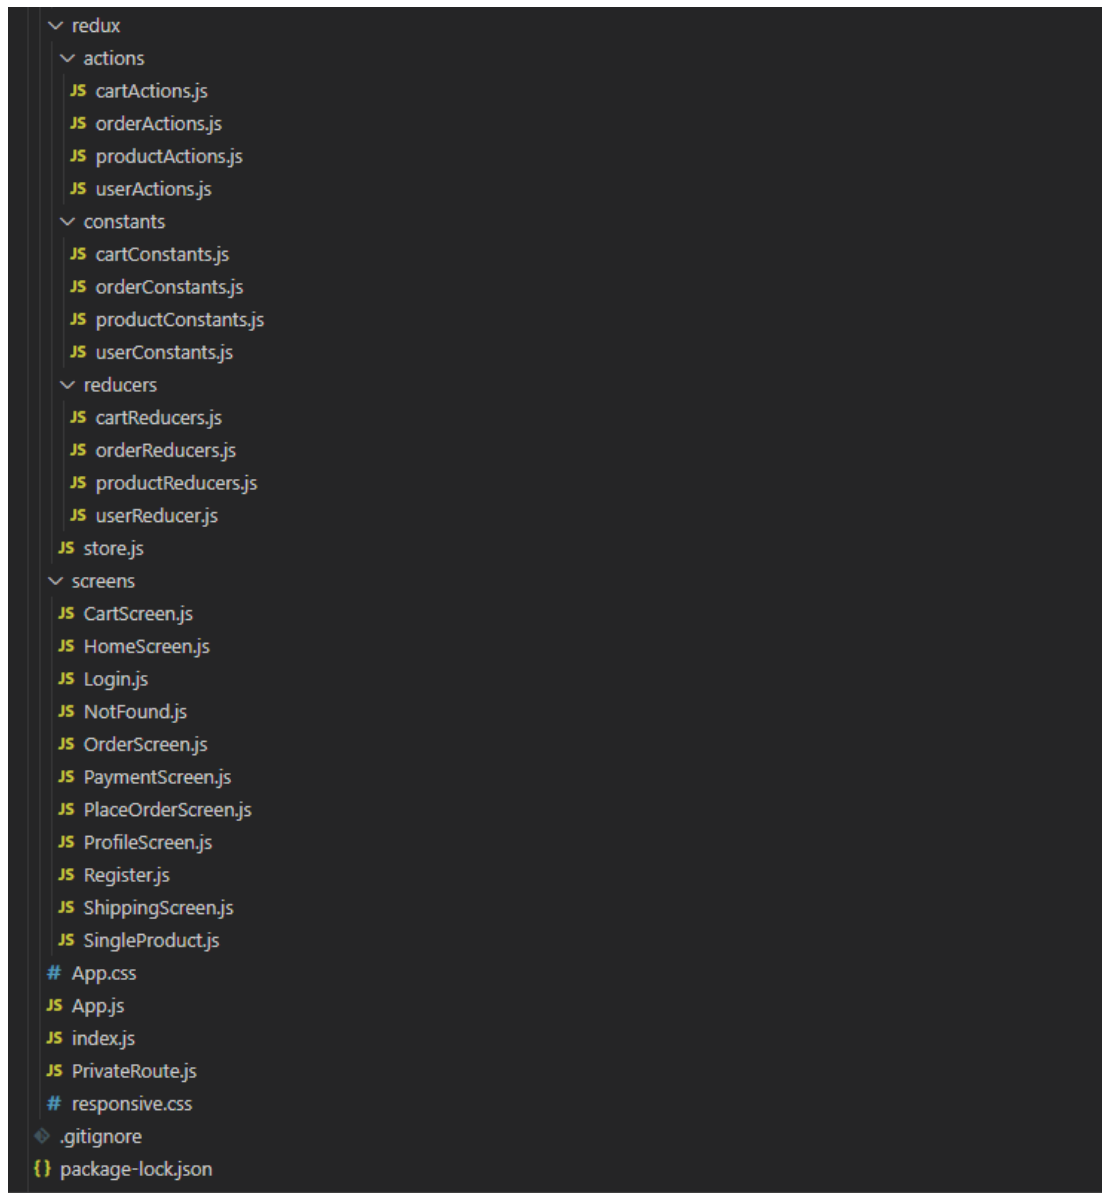 redux
actions
JS cartActions.js
JS orderActions.js
JS productActions.js
JS userActions.js
constants
JS cartConstants.js
JS orderConstants.js
JS productConstants.js
JS userConstants.js
reducers
JS cartReducers.js
JS orderReducers.js
JS productReducers.js
JS userReducer.js
JS store.js
screens
JS CartScreen.js
JS HomeScreen.js
JS Login.js
JS NotFound.js
JS OrderScreen.js
JS PaymentScreen.js
JS PlaceOrderScreen.js
JS ProfileScreen.js
JS Register.js
JS ShippingScreen.js
JS SingleProduct.js
# App.css
JS App.js
JS index.js
JS PrivateRoute.js
# responsive.css
.gitignore
{} package-lock.json